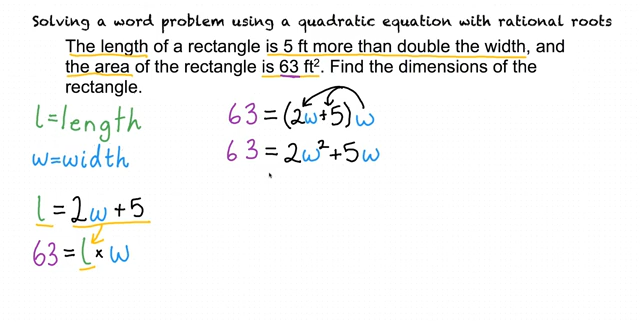 Solving a word problem using a quadratic equation with rational roots
The length of a rectangle is 5 ft more than double the width, and
the area of the rectangle is 63 ft². Find the dimensions of the
rectangle.
l=length
w=width
l = 2w + 5
63 = l × w
63 = (2w+5)w
63 = 2w²+5w